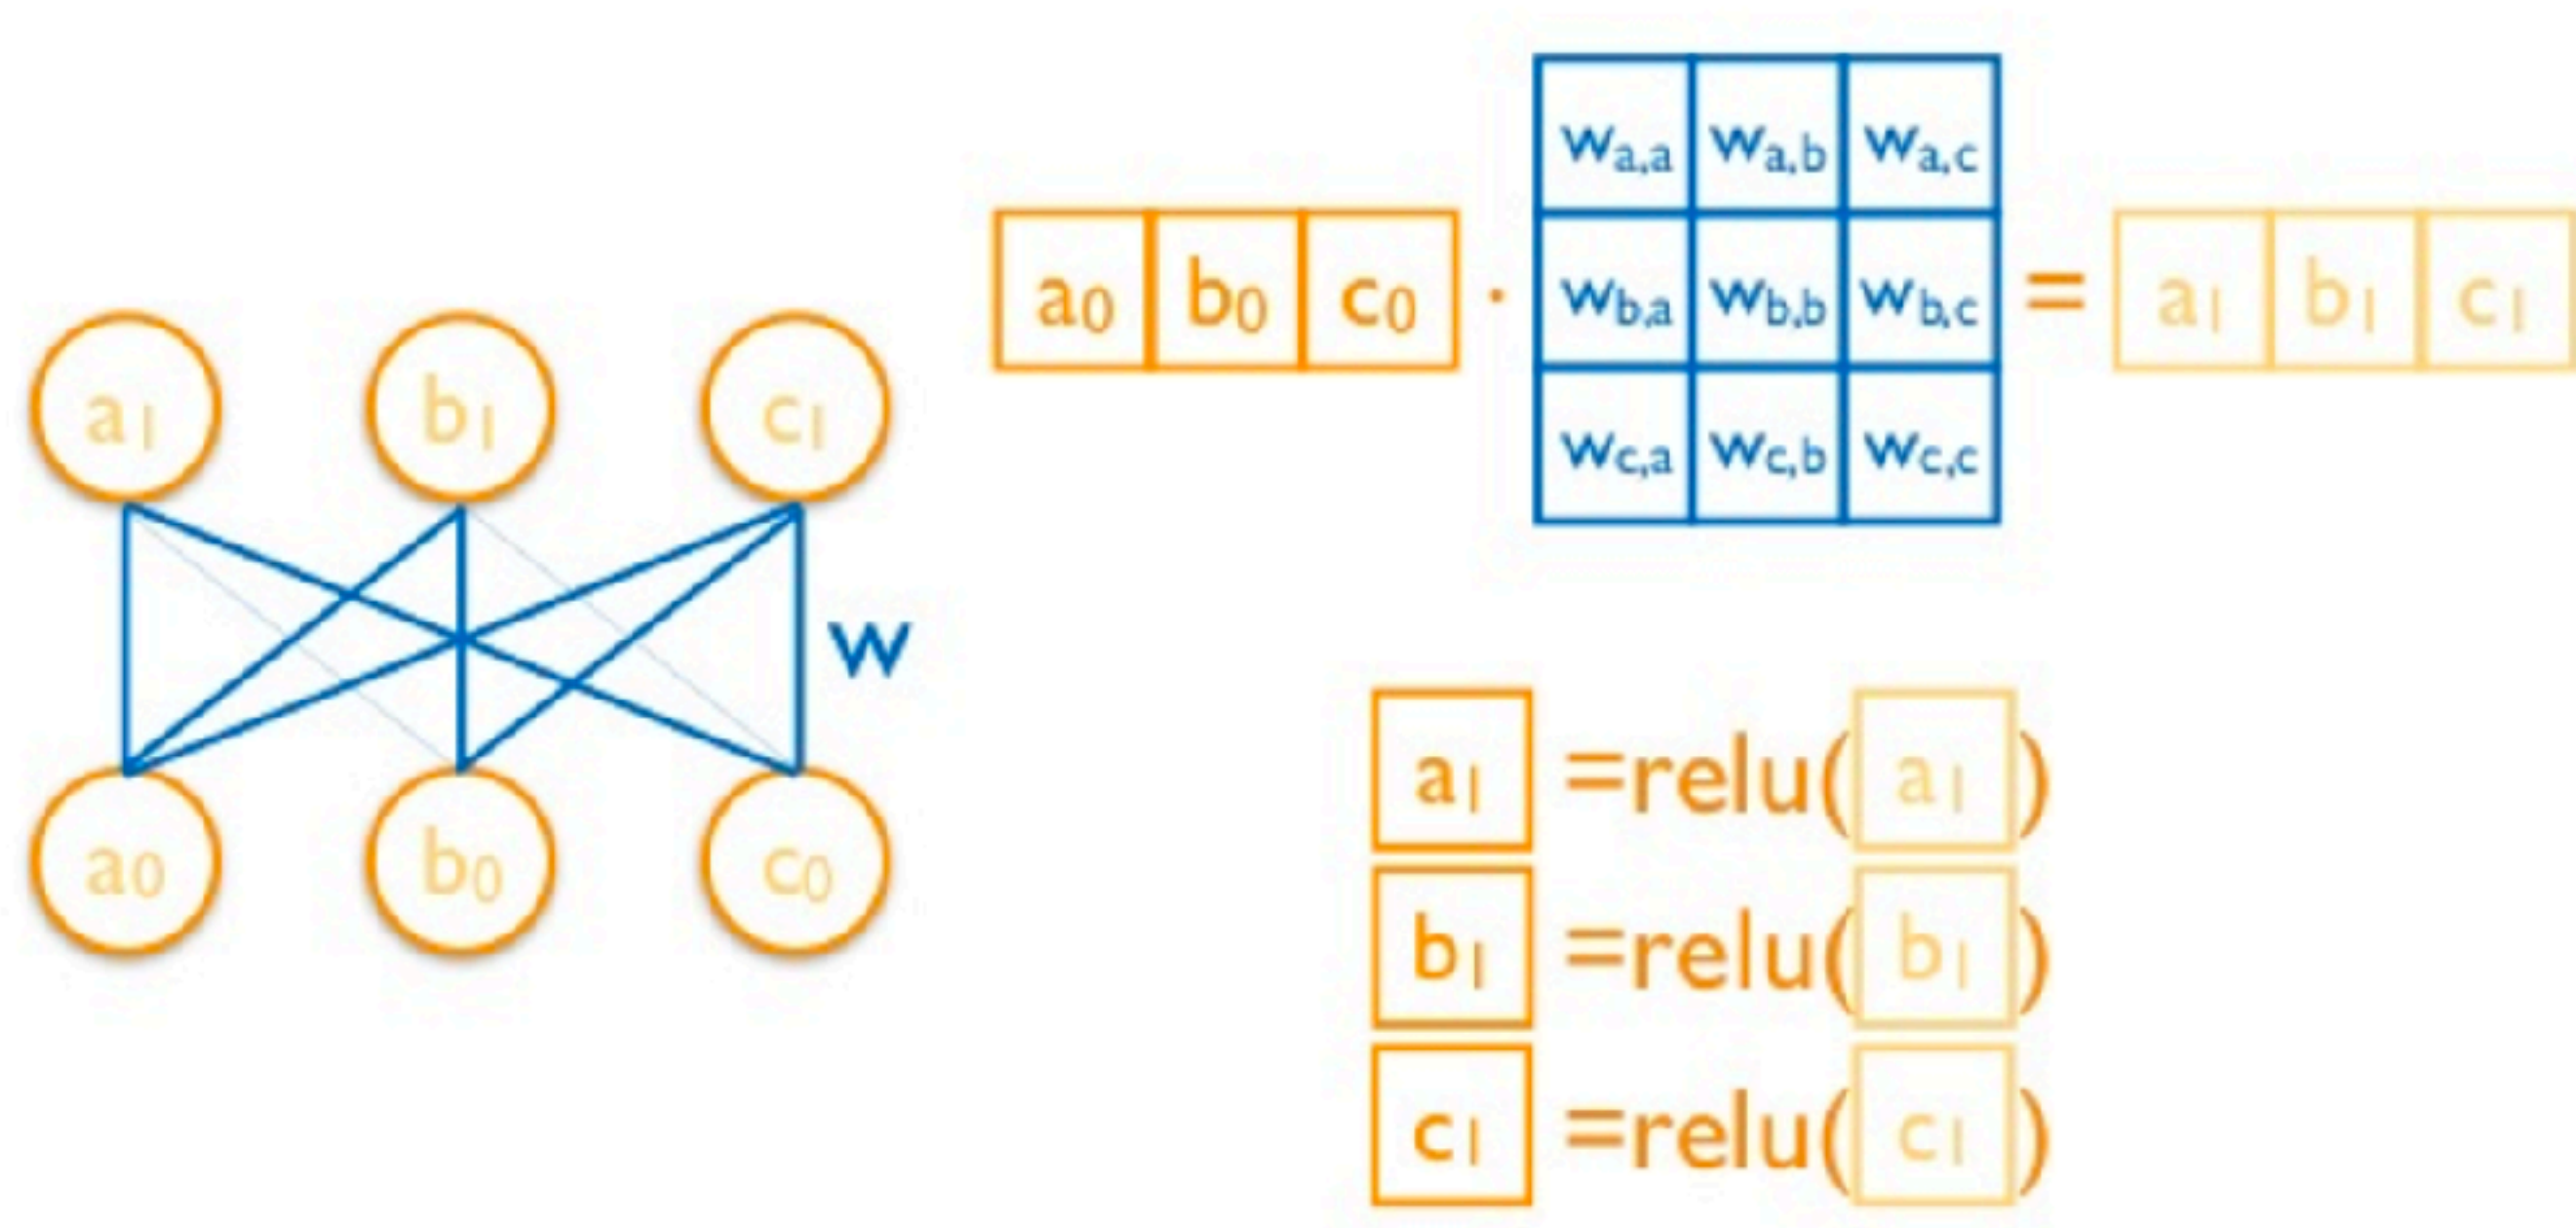 a1 b1 c1
w
a0 b0 c0
a0 b0 c0 · wa,a wa,b wa,c = a1 b1 c1
wb,a wb,b wb,c
wc,a wc,b wc,c
a1 =relu( a1 )
b1 =relu( b1 )
c1 =relu( c1 )